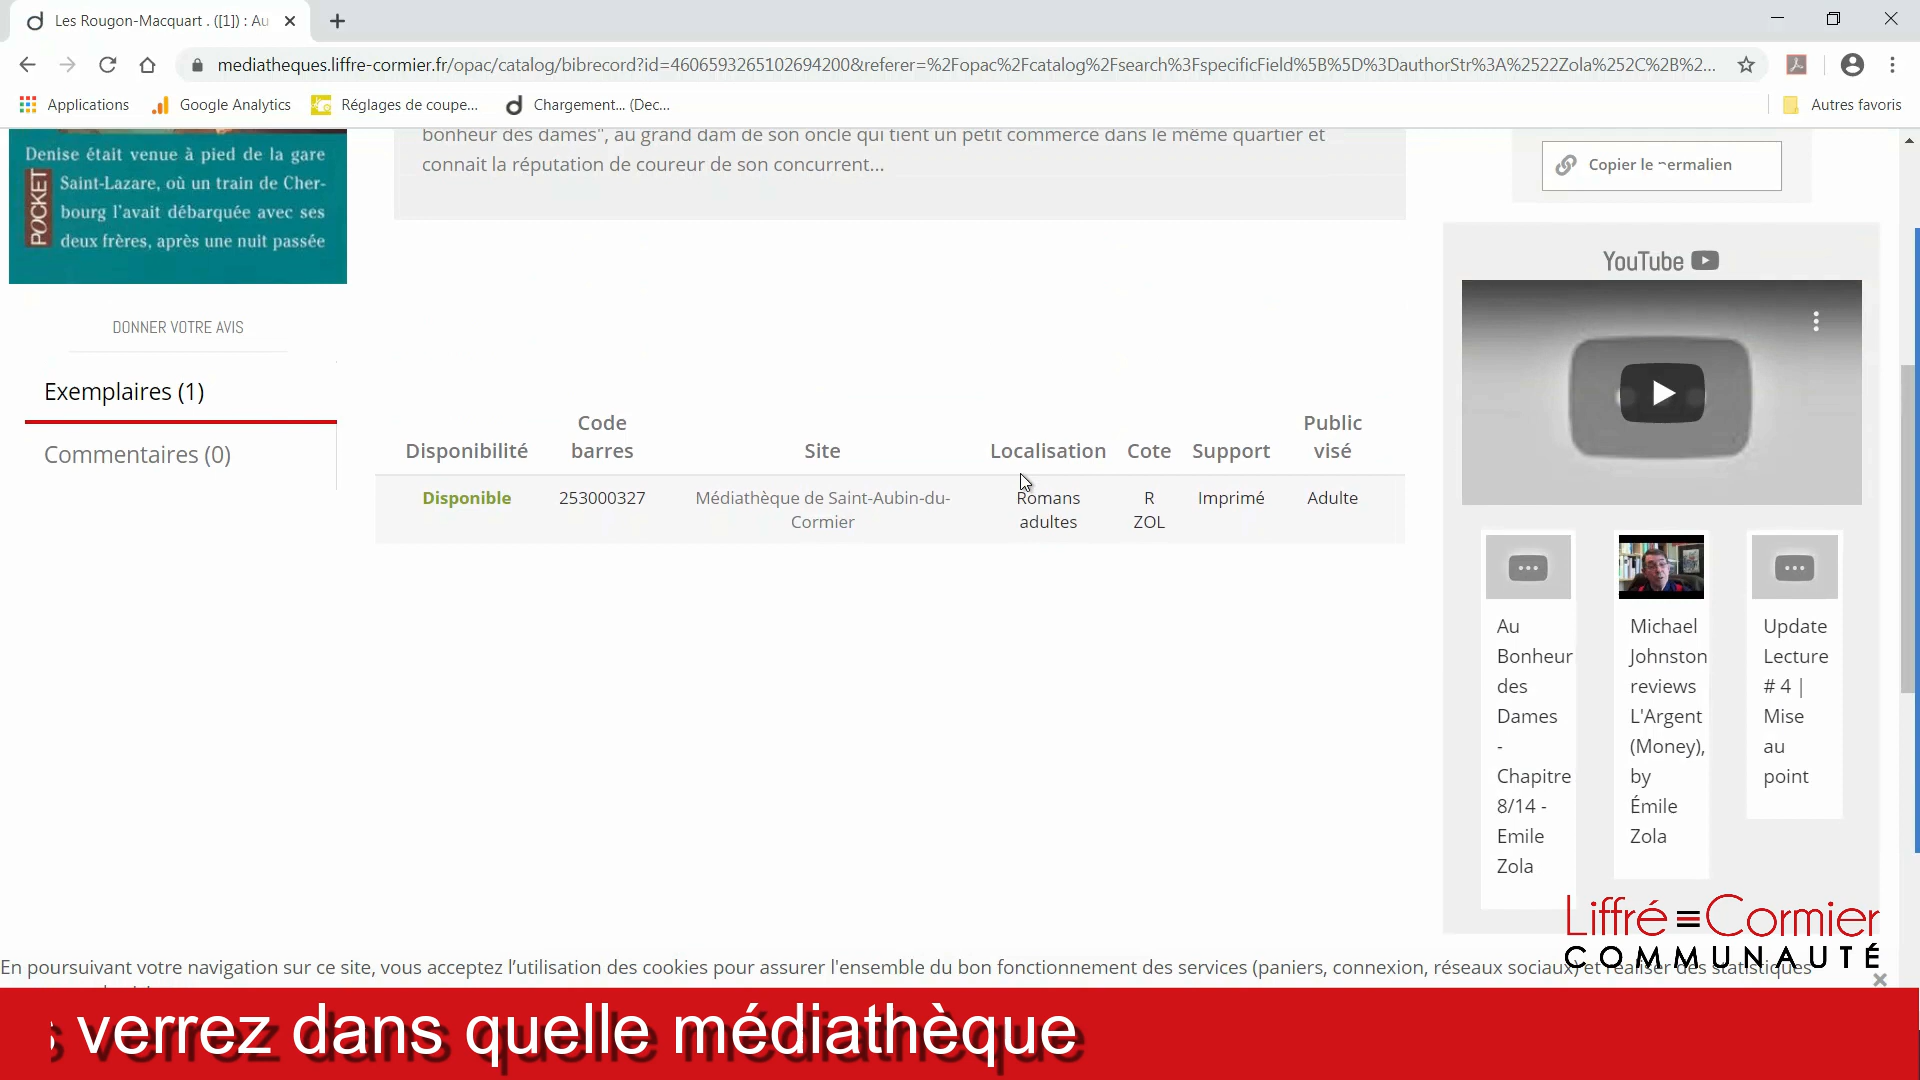 Les Rougon-Macquart . ([1]) : Au
mediatheques.liffre-cormier.fr/opac/catalog/bibrecord?id=4606593265102694200&referer=%2Fopac%2Fcatalog%2Fsearch%3FspecificField%5B%5D%3DauthorStr%3A%2522Zola%252C%2B%2...
Applications
Google Analytics
Réglages de coupe...
Chargement... (Dec...
Autres favoris
bonheur des dames", au grand dam de son oncle qui tient un petit commerce dans le même quartier et
connait la réputation de coureur de son concurrent...
Denise était venue à pied de la gare
Saint-Lazare, où un train de Cher-
bourg l'avait débarquée avec ses
deux frères, après une nuit passée
POCKET
DONNER VOTRE AVIS
Exemplaires (1)
Commentaires (0)
Disponibilité
Code
barres
Site
Localisation
Cote
Support
Public
visé
Disponible
253000327
Médiathèque de Saint-Aubin-du-
Cormier
Romans
adultes
R
ZOL
Imprimé
Adulte
Copier le permalien
YouTube
Au
Bonheur
des
Dames
-
Chapitre
8/14 -
Emile
Zola
Michael
Johnston
reviews
L'Argent
(Money),
by
Émile
Zola
Update
Lecture
# 4 |
Mise
au
point
Liffré Cormier
COMMUNAUTÉ
En poursuivant votre navigation sur ce site, vous acceptez l'utilisation des cookies pour assurer l'ensemble du bon fonctionnement des services (paniers, connexion, réseaux sociaux) et réaliser des statistiques
verrez dans quelle médiathèque